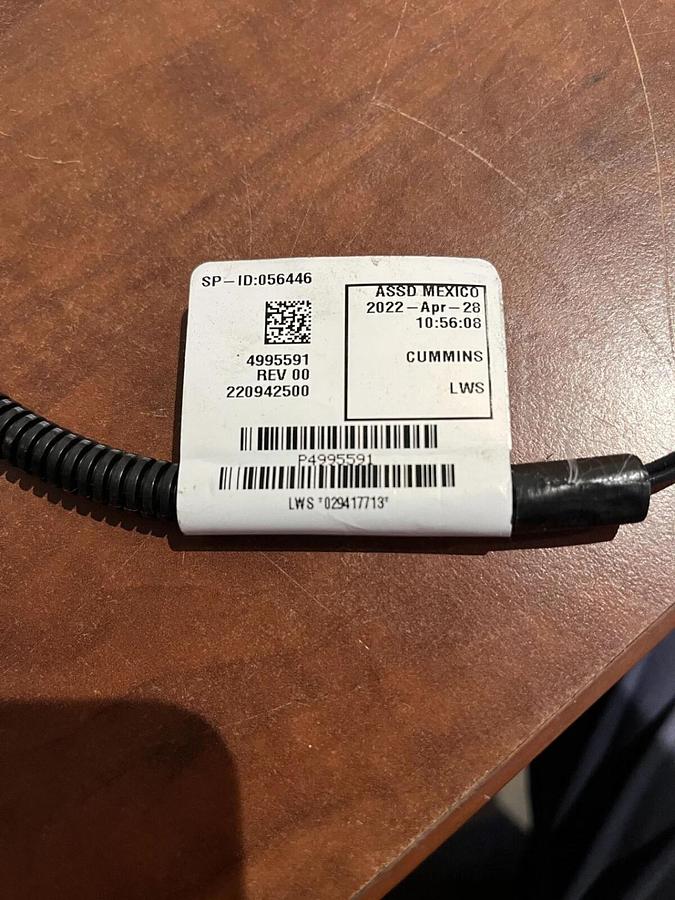 SP-ID:056446
ASSD MEXICO
2022-Apr-28
10:56:08
4995591
REV 00
220942500
CUMMINS
LWS
P4995591
LWS *029417713*